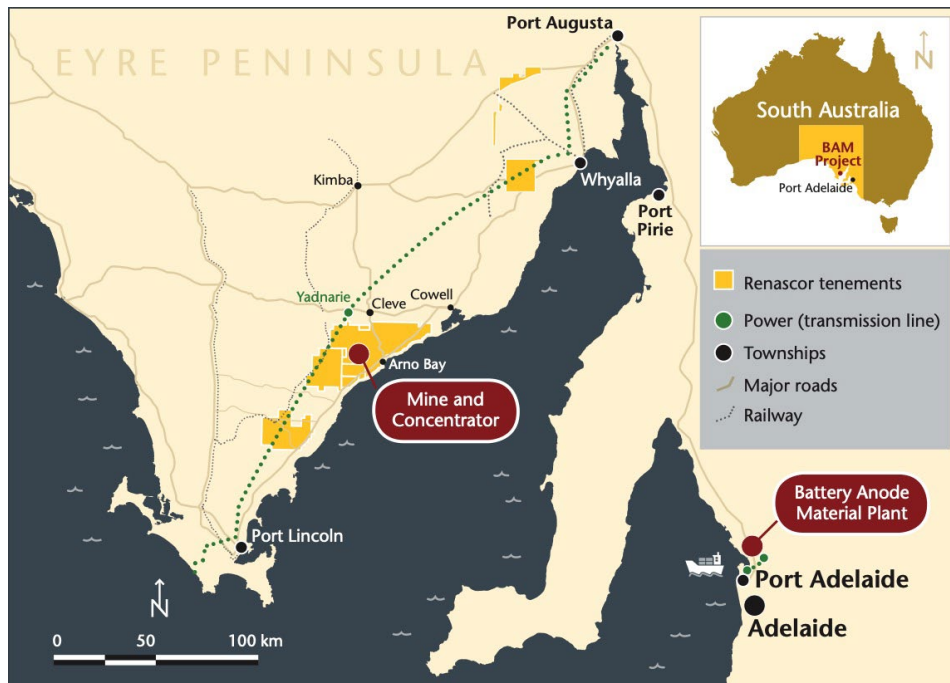 Port Augusta
EYRE PENINSULA
N
South Australia
BAM
Project
Port Adelaide
Kimba
Whyalla
Port
Pirie
Renascor tenements
Yadnarie
Cleve
Cowell
Power (transmission line)
Townships
Arno Bay
Major roads
Mine and
Concentrator
Railway
Battery Anode
Material Plant
Port Lincoln
Port Adelaide
Adelaide
N
0 50 100 km